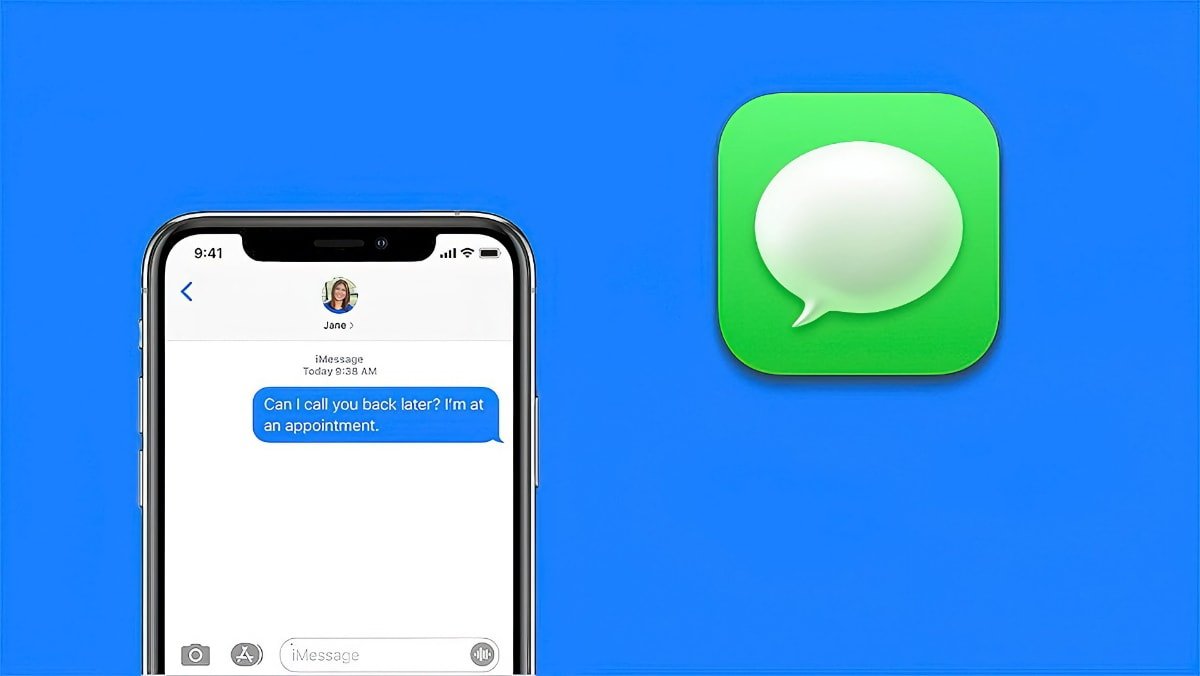 9:41
Jane >
iMessage
Today 9:38 AM
Can I call you back later? I'm at
an appointment.
iMessage